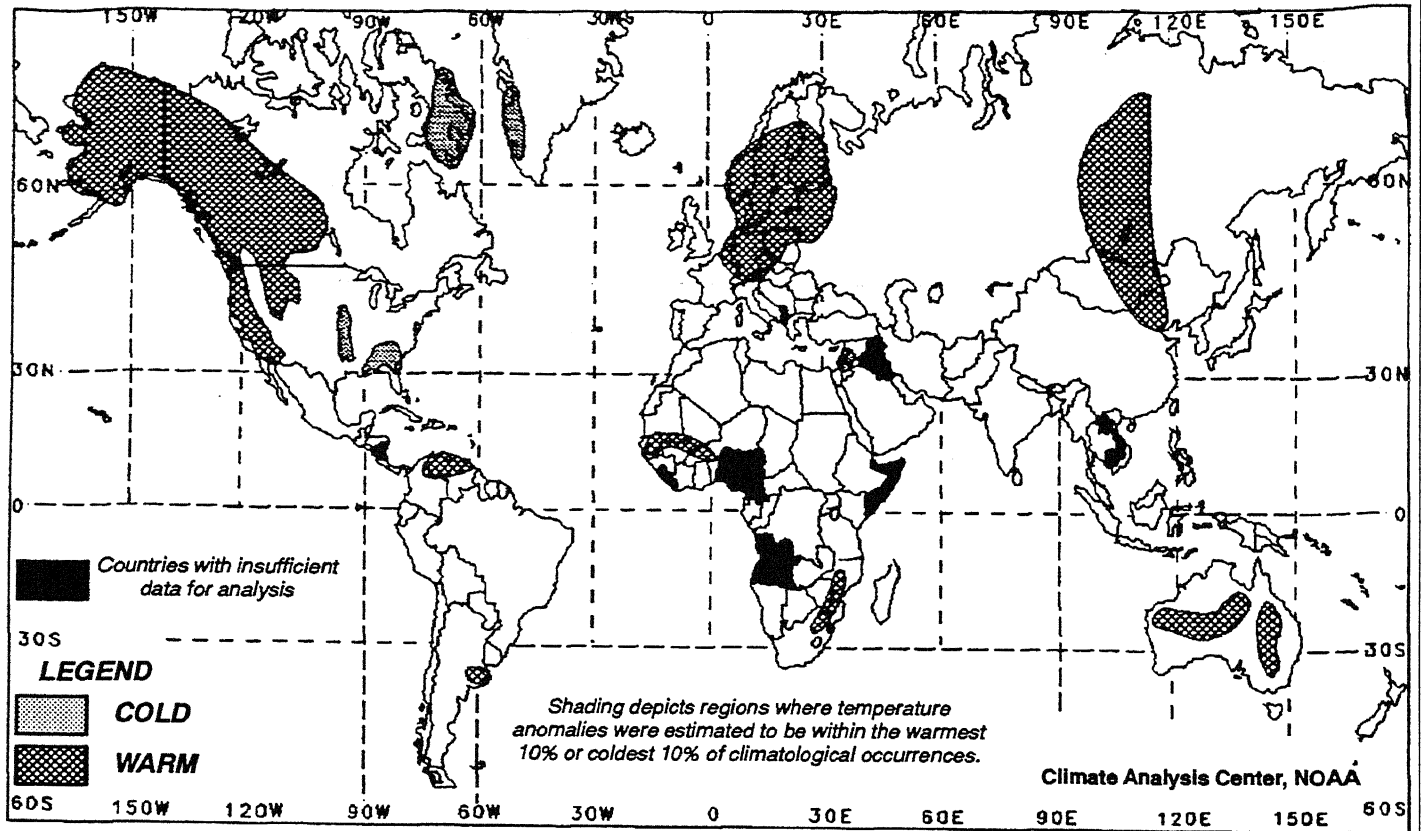 150W 120W 90W 60W 30W 0 30E 60E 90E 120E 150E
60N 60N
30N 30N
0 0
Countries with insufficient
data for analysis
30S 30S
LEGEND
COLD
WARM
Shading depicts regions where temperature
anomalies were estimated to be within the warmest
10% or coldest 10% of climatological occurrences.
Climate Analysis Center, NOAA
60S 150W 120W 90W 60W 30W 0 30E 60E 90E 120E 150E 60S